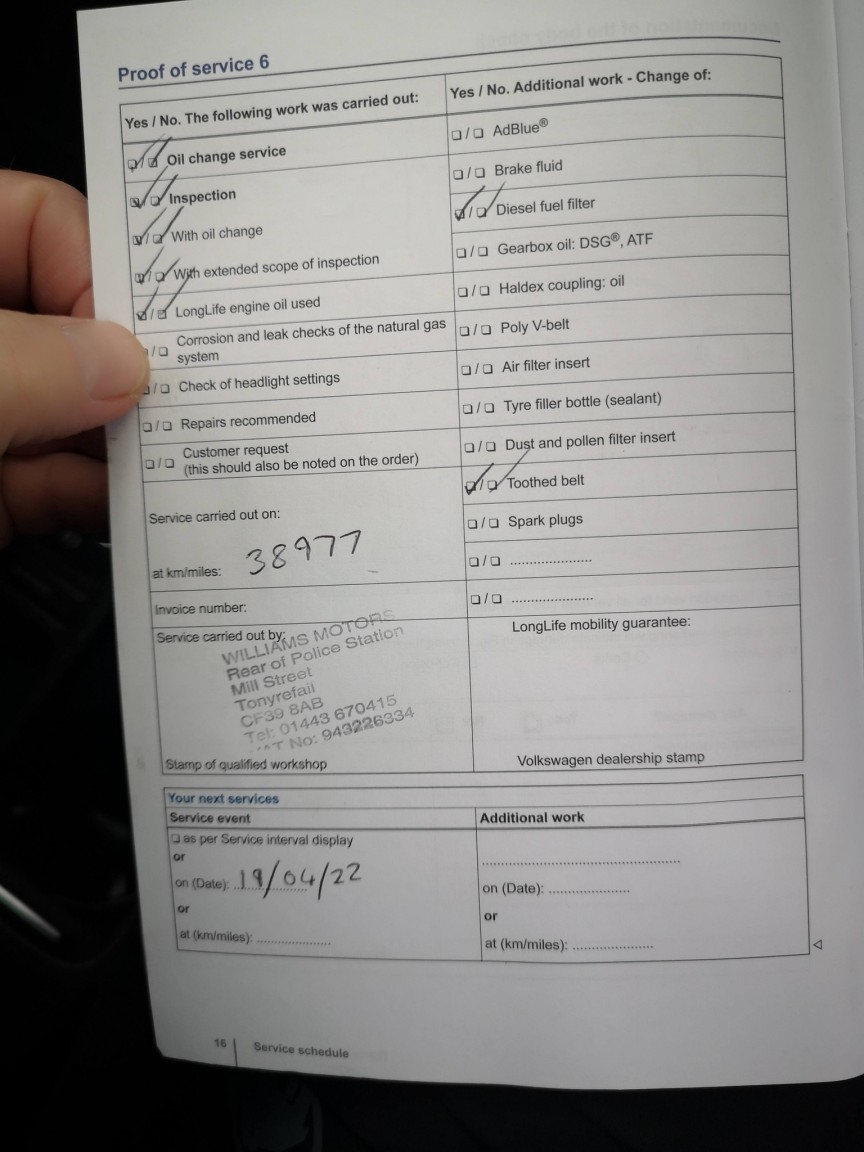 Proof of service 6
Yes / No. The following work was carried out:
Oil change service
Inspection
With oil change
With extended scope of inspection
LongLife engine oil used
Corrosion and leak checks of the natural gas
system
Check of headlight settings
Repairs recommended
Customer request
(this should also be noted on the order)
Service carried out on:
at km/miles: 38977
Invoice number:
Service carried out by:
WILLIAMS MOTORS
Rear of Police Station
Mill Street
Tonyrefail
CF39 8AB
Tel: 01443 670415
VAT No: 943226334
Stamp of qualified workshop
Yes / No. Additional work - Change of:
AdBlue®
Brake fluid
Diesel fuel filter
Gearbox oil: DSG®, ATF
Haldex coupling: oil
Poly V-belt
Air filter insert
Tyre filler bottle (sealant)
Dust and pollen filter insert
Toothed belt
Spark plugs
LongLife mobility guarantee:
Volkswagen dealership stamp
Your next services
Service event
as per Service interval display
or
on (Date): 19/04/22
or
at (km/miles):
Additional work
on (Date):
or
at (km/miles):
16 Service schedule